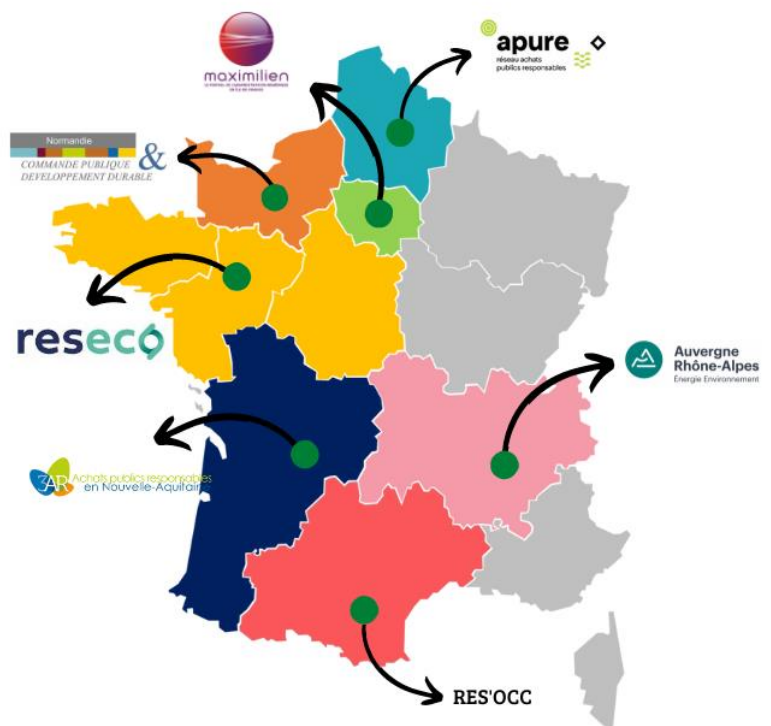 maximilien
apure
réseau achats
publics responsables
Normandie
COMMANDE PUBLIQUE &
DEVELOPPEMENT DURABLE
reseco
Auvergne
Rhône-Alpes
Énergie Environnement
3AR Achats publics responsables
en Nouvelle-Aquitain
RES'OCC